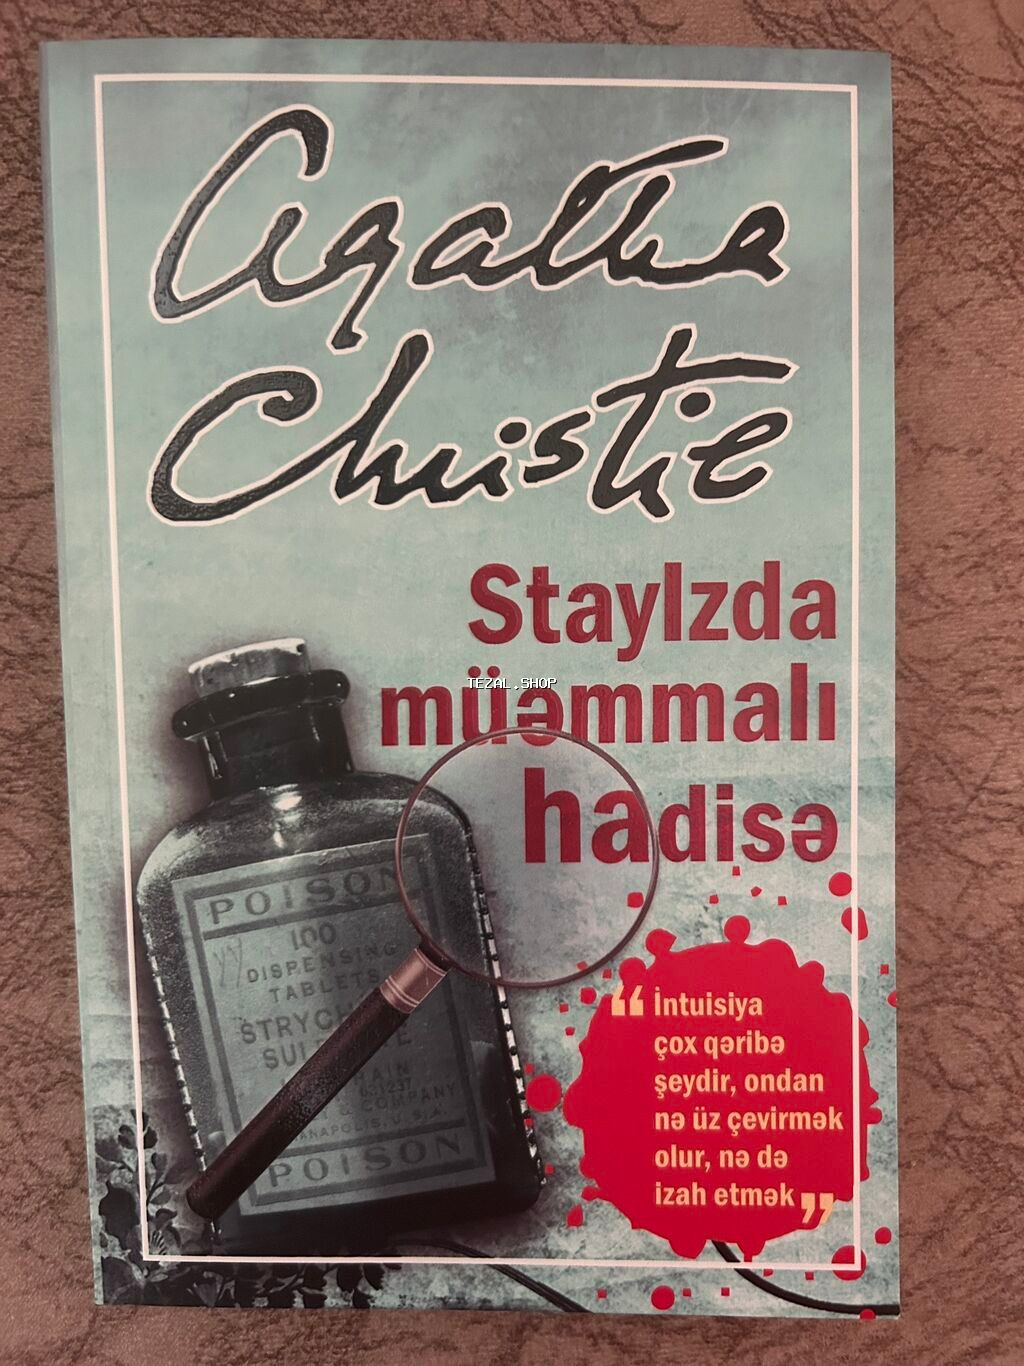 Agatha
Christie
Staylzda
müəmmalı
TEZAL.SHOP
hadisə
POISON
100
DISPENSING
TABLETS
POISON
“İntuisiya
çox qəribə
şeydir, ondan
nə üz çevirmək
olur, nə də
izah etmək”